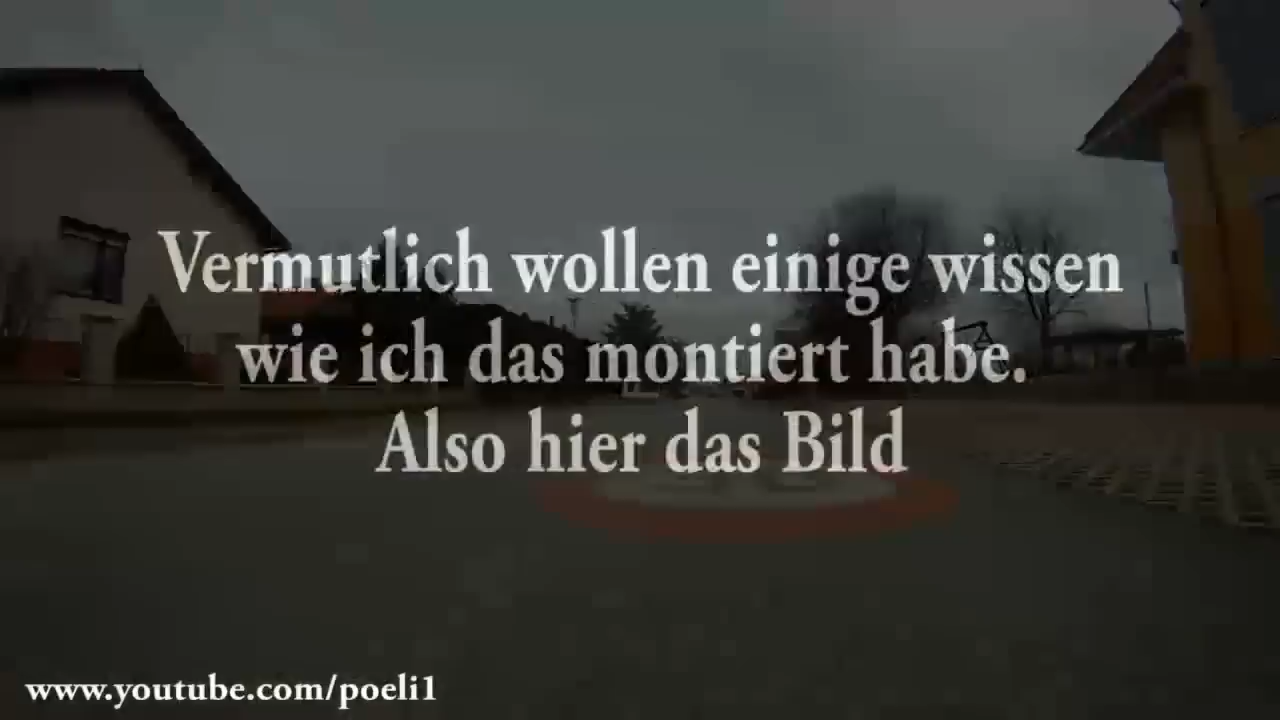 Vermutlich wollen einige wissen
wie ich das montiert habe.
Also hier das Bild
www.youtube.com/poeli1